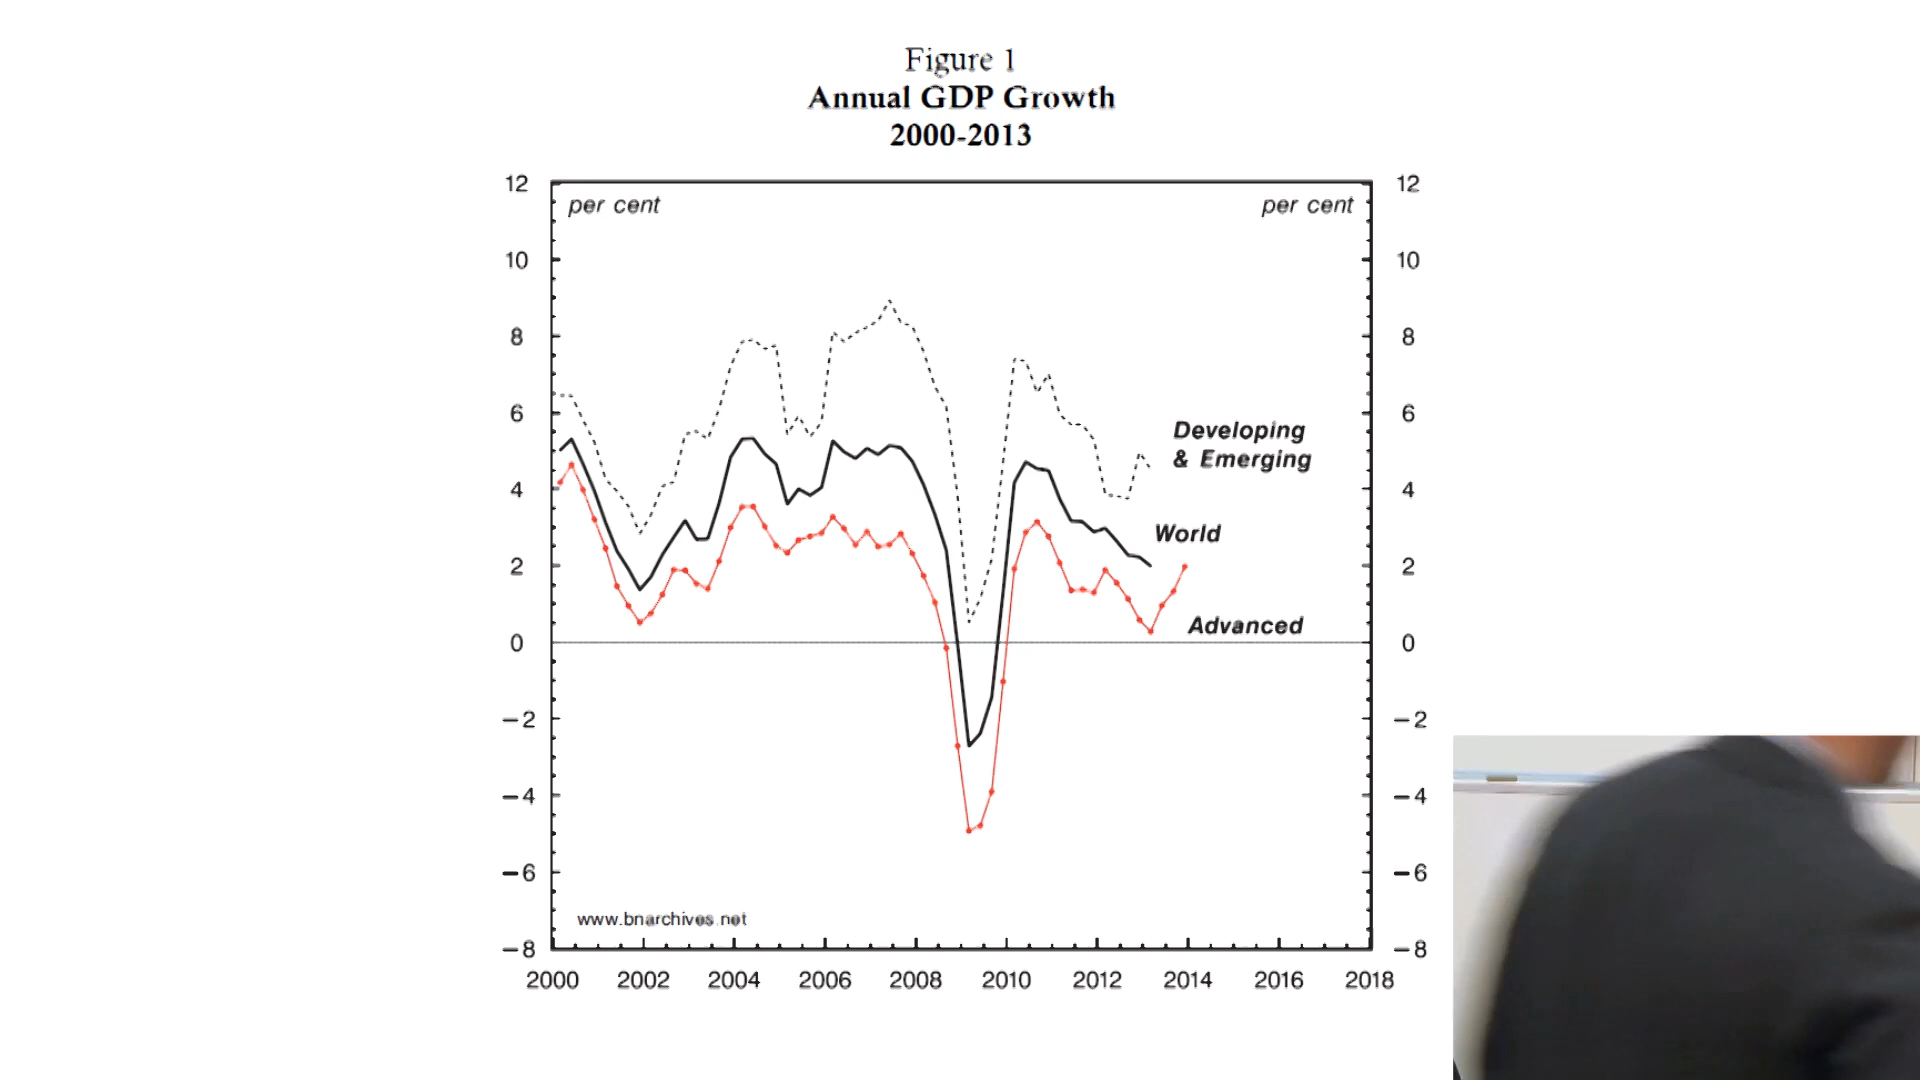 Figure 1
Annual GDP Growth
2000-2013
12 12
per cent per cent
10 10
8 8
6 6
Developing
& Emerging
4 4
World
2 2
Advanced
0 0
−2 −2
−4 −4
−6 −6
www.bnarchives.net
−8 −8
2000 2002 2004 2006 2008 2010 2012 2014 2016 2018